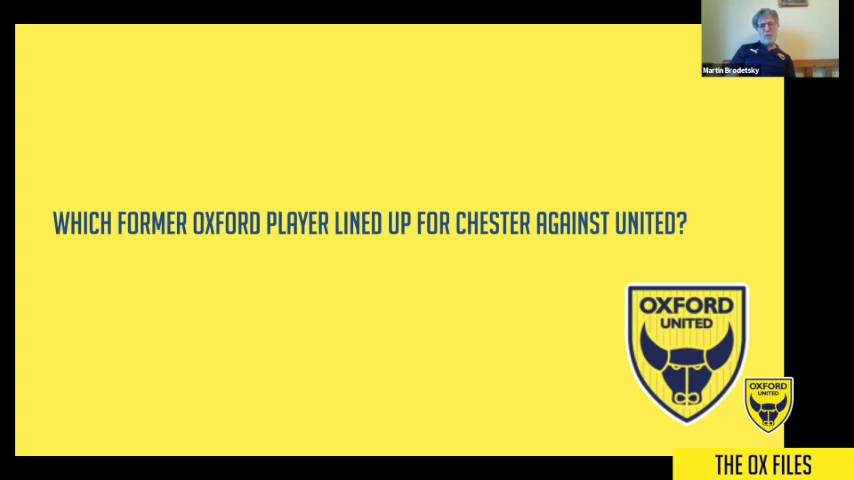 Martin Brodetsky
WHICH FORMER OXFORD PLAYER LINED UP FOR CHESTER AGAINST UNITED?
OXFORD
UNITED
OXFORD
UNITED
THE OX FILES